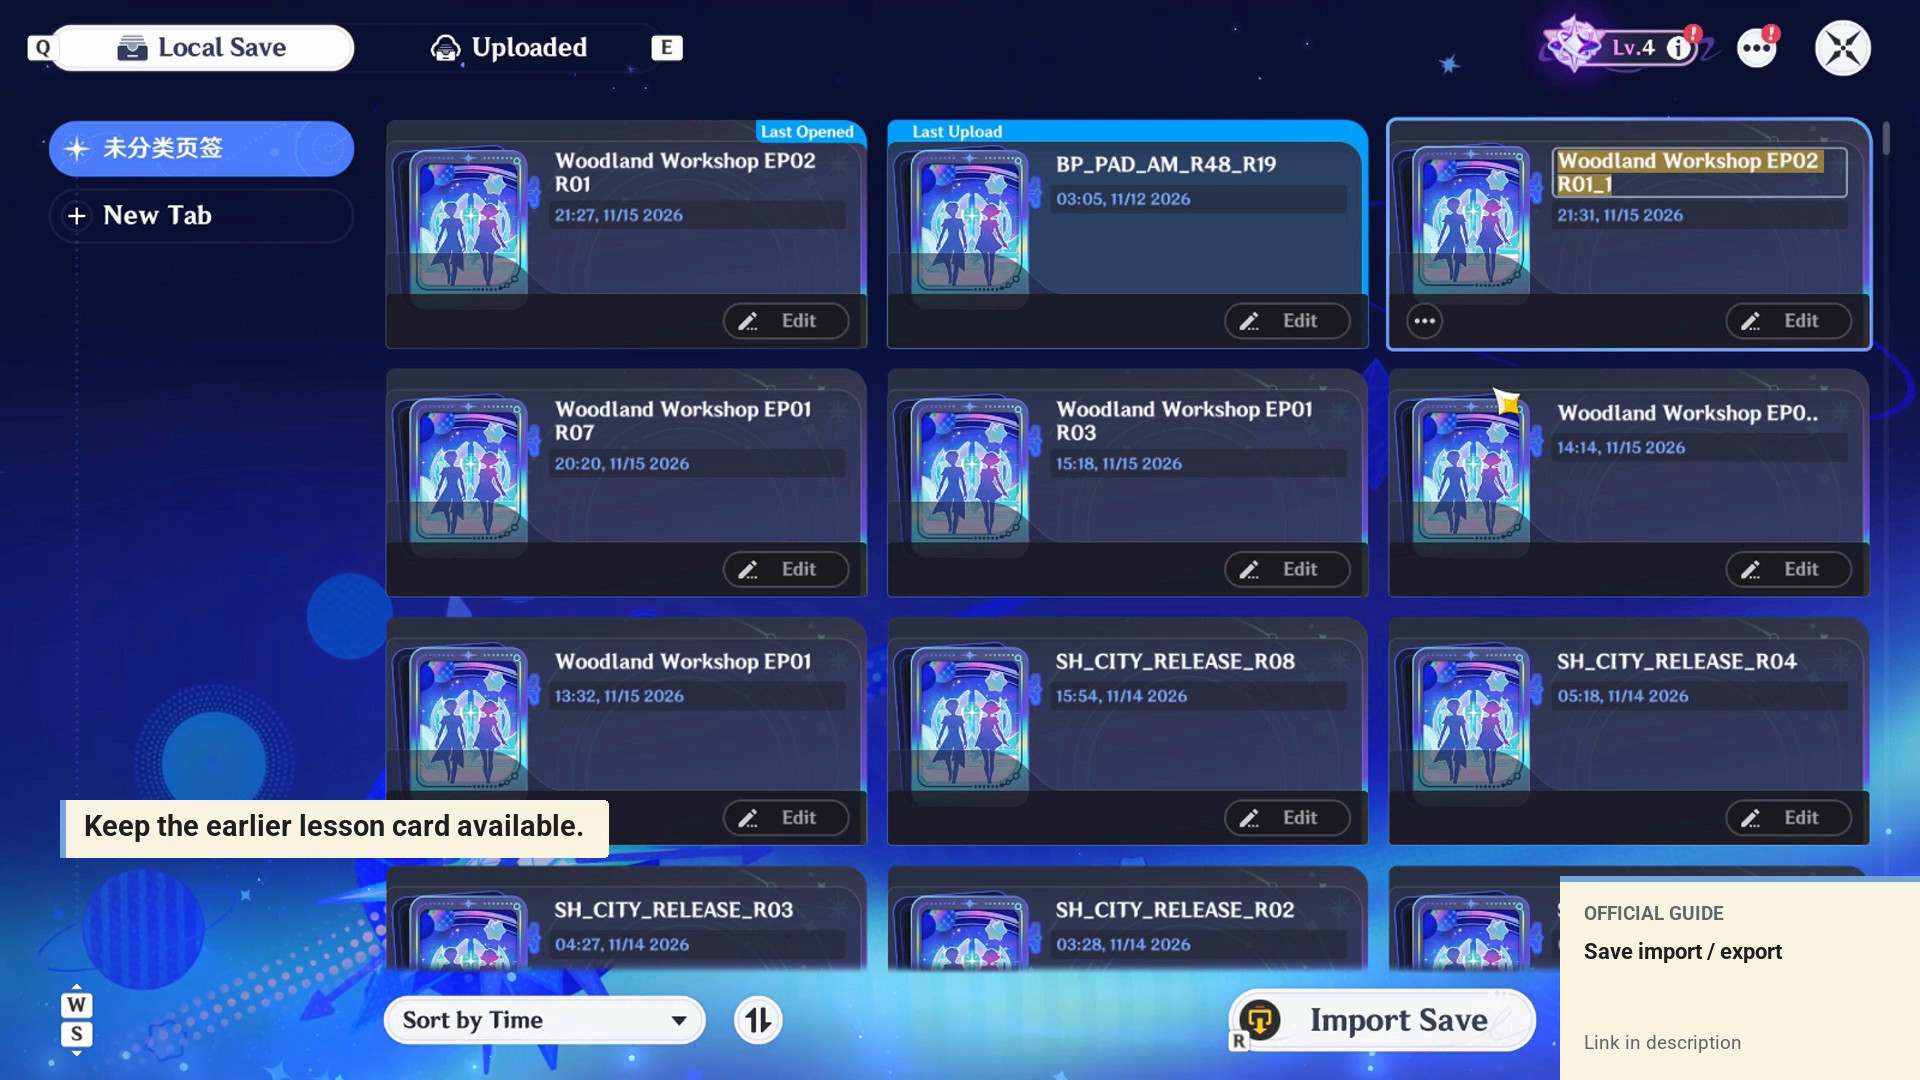 Q
Local Save
Uploaded
E
Lv.4
未分类页签
New Tab
Last Opened
Woodland Workshop EP02
R01
21:27, 11/15 2026
Edit
Last Upload
BP_PAD_AM_R48_R19
03:05, 11/12 2026
Edit
Woodland Workshop EP02
R01_1
21:31, 11/15 2026
Edit
Woodland Workshop EP01
R07
20:20, 11/15 2026
Edit
Woodland Workshop EP01
R03
15:18, 11/15 2026
Edit
Woodland Workshop EP0..
14:14, 11/15 2026
Edit
Woodland Workshop EP01
13:32, 11/15 2026
Edit
SH_CITY_RELEASE_R08
15:54, 11/14 2026
Edit
SH_CITY_RELEASE_R04
05:18, 11/14 2026
Edit
Keep the earlier lesson card available.
SH_CITY_RELEASE_R03
04:27, 11/14 2026
SH_CITY_RELEASE_R02
03:28, 11/14 2026
OFFICIAL GUIDE
Save import / export
Link in description
W
S
Sort by Time
R
Import Save